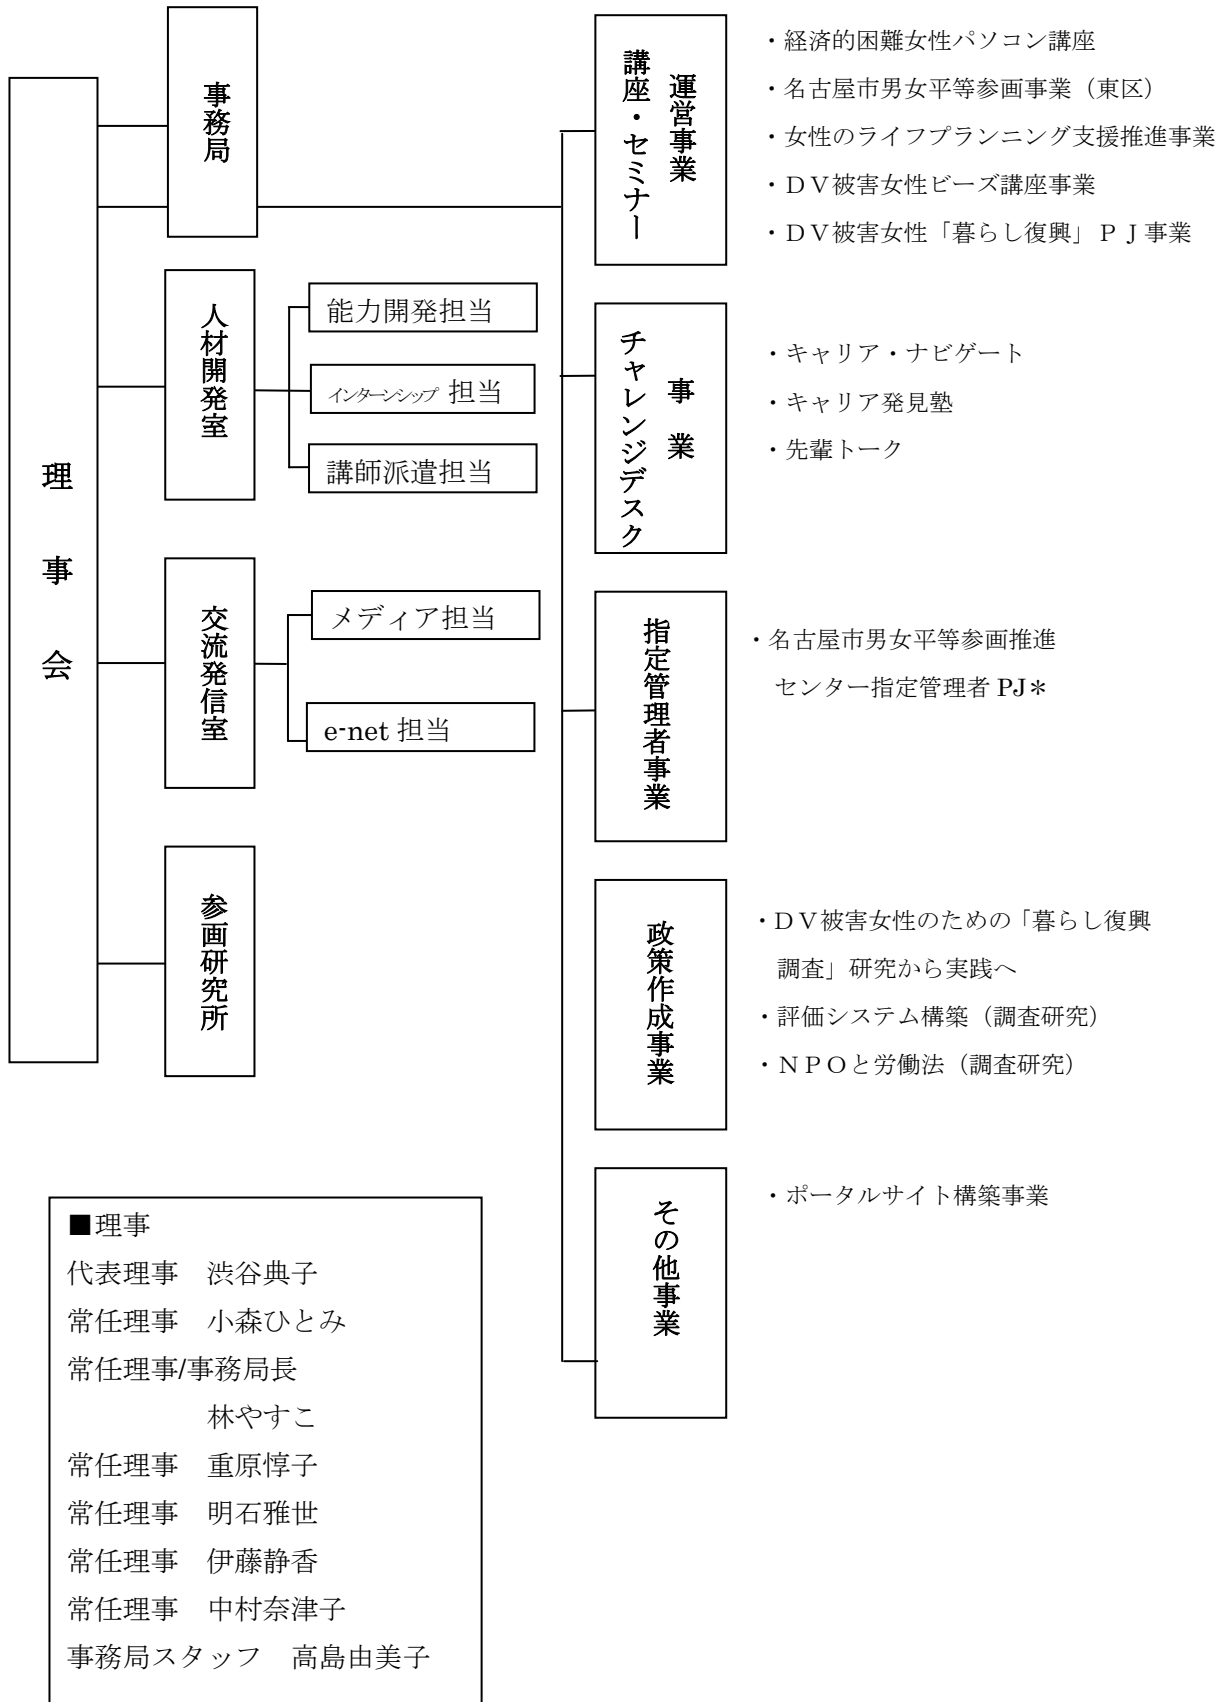 理事会
事務局
人材開発室
能力開発担当
インターンシップ 担当
講師派遣担当
交流発信室
メディア担当
e-net 担当
参画研究所
講座・セミナー
運営事業
・経済的困難女性パソコン講座
・名古屋市男女平等参画事業（東区）
・女性のライフプランニング支援推進事業
・ＤＶ被害女性ビーズ講座事業
・ＤＶ被害女性「暮らし復興」ＰＪ事業
チャレンジデスク
事業
・キャリア・ナビゲート
・キャリア発見塾
・先輩トーク
指定管理者事業
・名古屋市男女平等参画推進
センター指定管理者 PJ＊
政策作成事業
・ＤＶ被害女性のための「暮らし復興
調査」研究から実践へ
・評価システム構築（調査研究）
・ＮＰＯと労働法（調査研究）
その他事業
・ポータルサイト構築事業
■理事
代表理事　渋谷典子
常任理事　小森ひとみ
常任理事/事務局長
林やすこ
常任理事　重原惇子
常任理事　明石雅世
常任理事　伊藤静香
常任理事　中村奈津子
事務局スタッフ　高島由美子